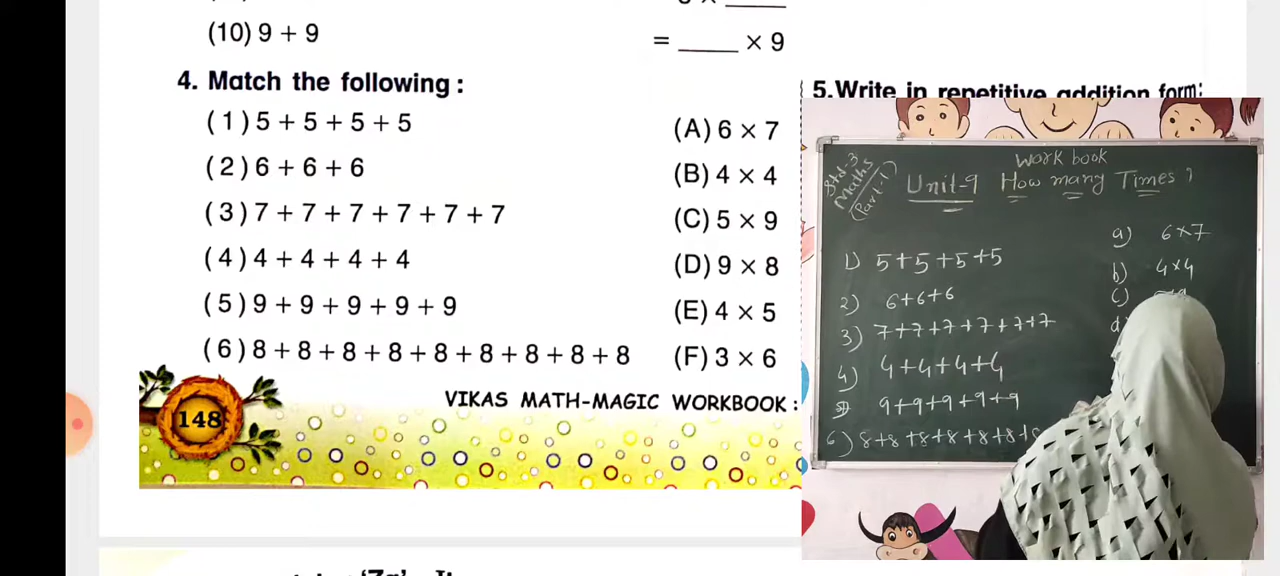 (10) 9 + 9
= ____ × 9
4. Match the following :
(1) 5 + 5 + 5 + 5
(A) 6 × 7
(2) 6 + 6 + 6
(B) 4 × 4
(3) 7 + 7 + 7 + 7 + 7 + 7
(C) 5 × 9
(4) 4 + 4 + 4 + 4
(D) 9 × 8
(5) 9 + 9 + 9 + 9 + 9
(E) 4 × 5
(6) 8 + 8 + 8 + 8 + 8 + 8 + 8 + 8 + 8
(F) 3 × 6
148
VIKAS MATH-MAGIC WORKBOOK :
5.Write in repetitive addition form:
Std-3
Maths
(Part-1)
Work book
Unit-9 How many Times ?
1) 5+5+5+5
2) 6+6+6
3) 7+7+7+7+7+7
4) 4+4+4+4
5) 9+9+9+9+9
6) 8+8+8+8+8+8+8
a) 6×7
b) 4×4
c)
d)